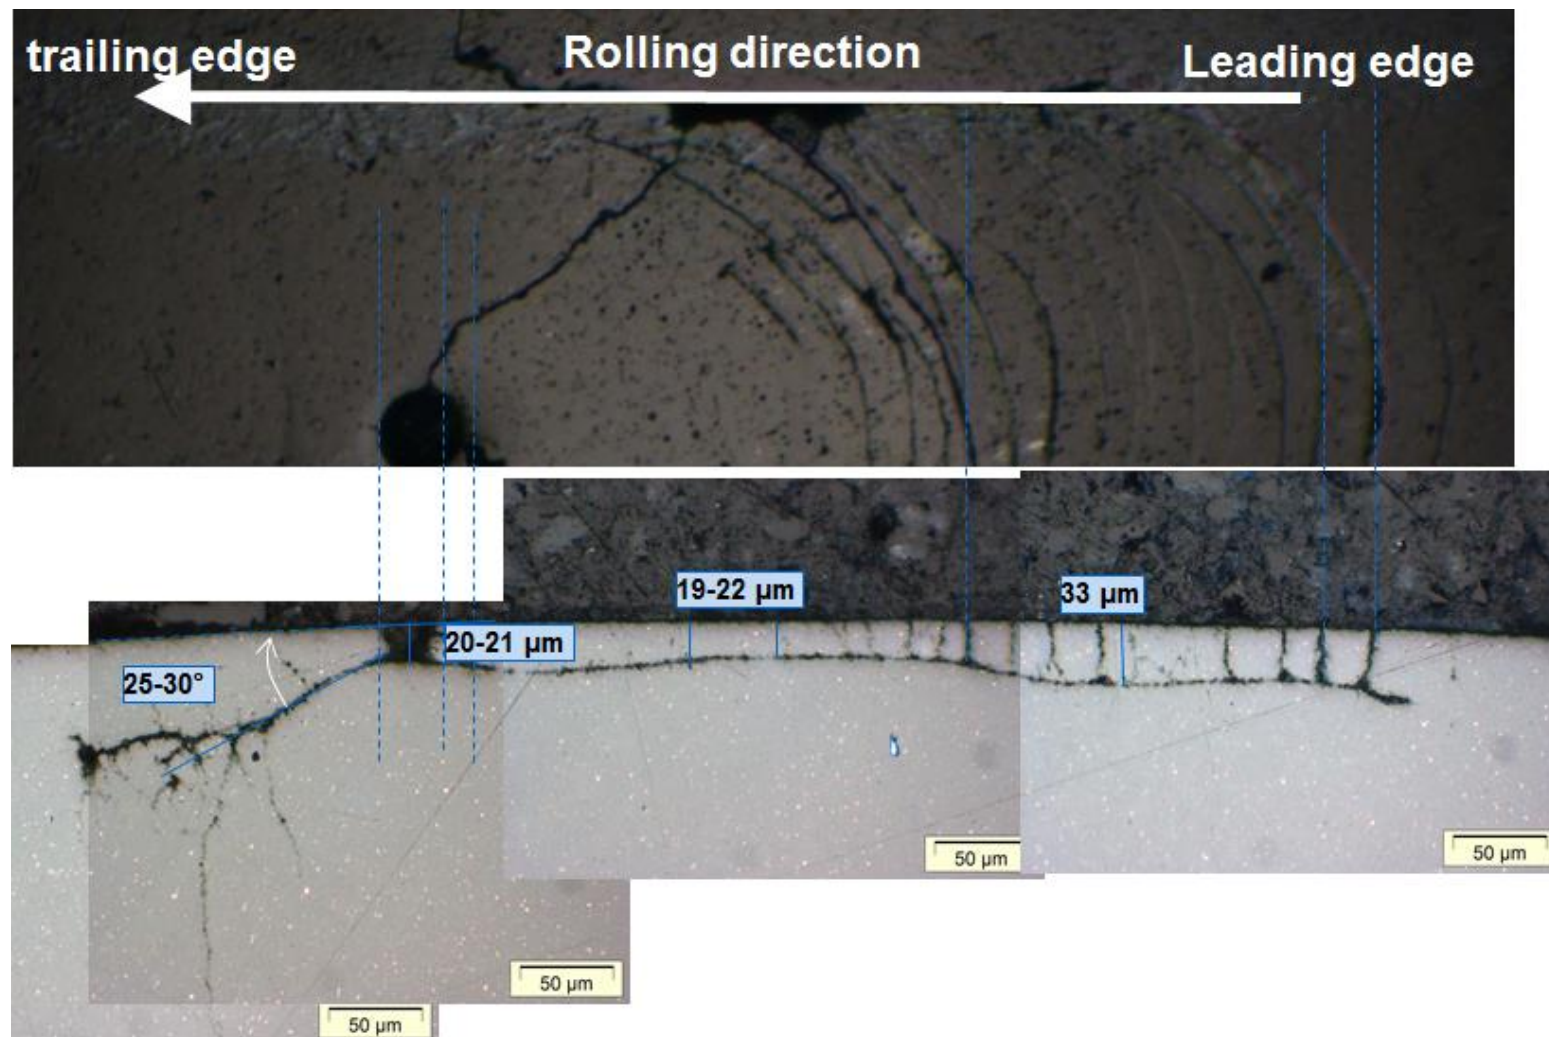 trailing edge
Rolling direction
Leading edge
19-22 µm
33 µm
20-21 µm
25-30°
50 µm
50 µm
50 µm
50 µm